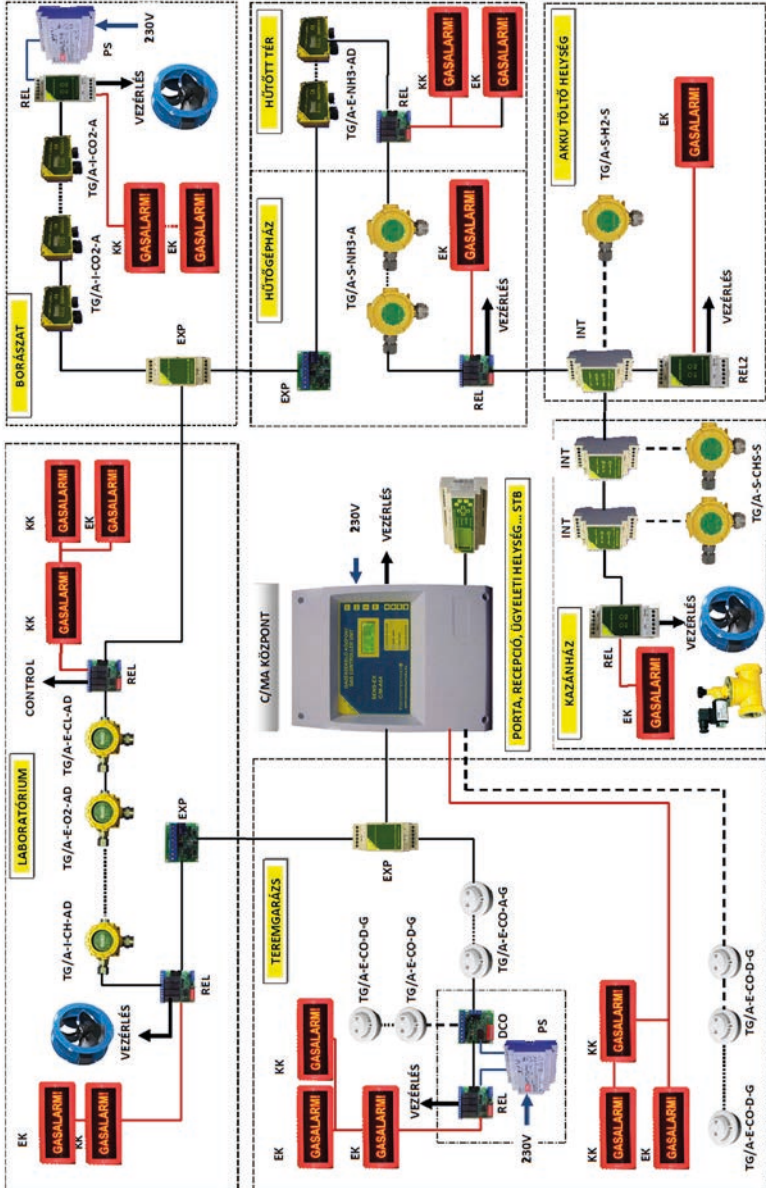 BORÁSZAT
TG/A-I-CO2-A
TG/A-I-CO2-A
REL
PS
230V
VEZÉRLÉS
KK
GASALARM!
EK
GASALARM!
EXP
HŰTÖTT TÉR
TG/A-E-NH3-AD
REL
KK
GASALARM!
EK
GASALARM!
EXP
HŰTŐGÉPHÁZ
TG/A-S-NH3-A
EK
GASALARM!
REL
VEZÉRLÉS
AKKU TÖLTŐ HELYSÉG
TG/A-S-H2-S
INT
EK
GASALARM!
VEZÉRLÉS
REL2
LABORATÓRIUM
KK
GASALARM!
EK
GASALARM!
KK
GASALARM!
CONTROL
REL
TG/A-E-CL-AD
TG/A-E-O2-AD
TG/A-I-CH-AD
EXP
REL
VEZÉRLÉS
EK
GASALARM!
KK
GASALARM!
C/MA KÖZPONT
230V
VEZÉRLÉS
PORTA, RECEPCIÓ, ÜGYELETI HELYSÉG... STB
KAZÁNHÁZ
INT
INT
TG/A-S-CHS-S
REL
VEZÉRLÉS
EK
GASALARM!
TEREMGARÁZS
EXP
TG/A-E-CO-A-G
TG/A-E-CO-D-G
TG/A-E-CO-D-G
DCO
PS
REL
VEZÉRLÉS
230V
KK
GASALARM!
GASALARM!
EK
GASALARM!
KK
GASALARM!
KK
GASALARM!
EK
GASALARM!
TG/A-E-CO-D-G
TG/A-E-CO-D-G
TG/A-E-CO-D-G